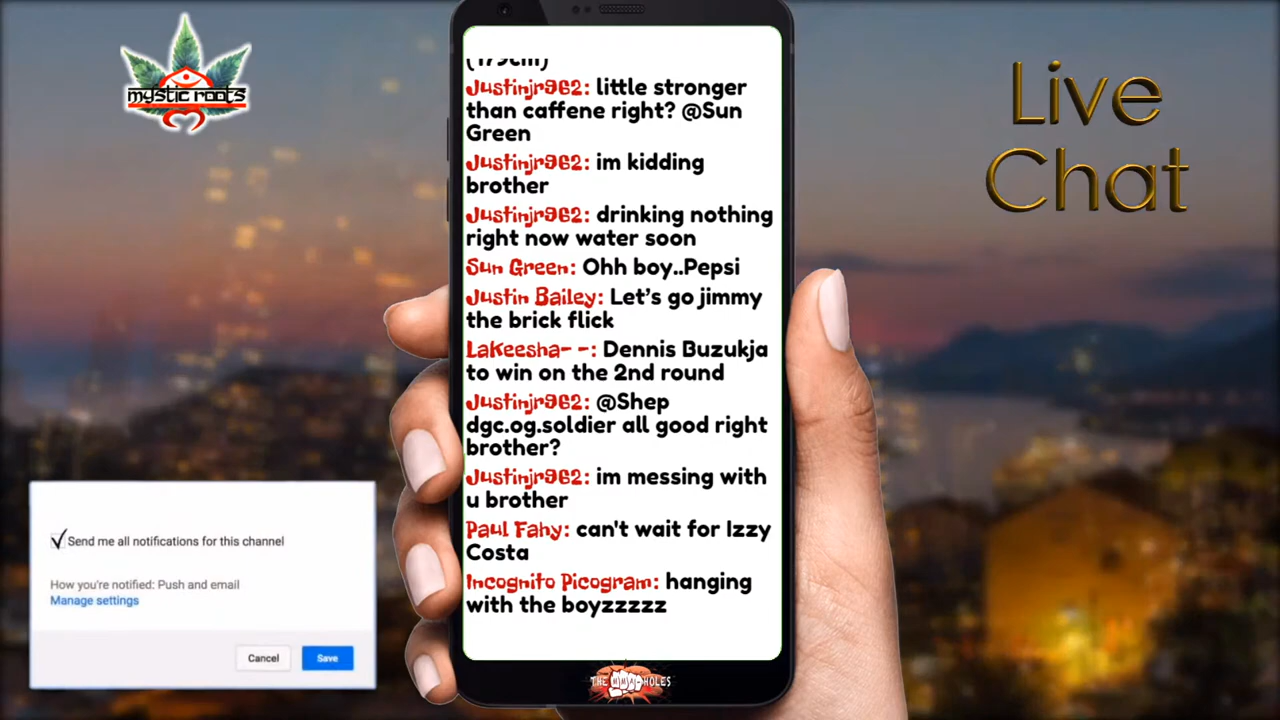 mystic roots
Live
Chat
(179cm)
Justinjr962: little stronger
than caffene right? @Sun
Green
Justinjr962: im kidding
brother
Justinjr962: drinking nothing
right now water soon
Sun Green: Ohh boy..Pepsi
Justin Bailey: Let’s go jimmy
the brick flick
LaKeesha- -: Dennis Buzukja
to win on the 2nd round
Justinjr962: @Shep
dgc.og.soldier all good right
brother?
Justinjr962: im messing with
u brother
Paul Fahy: can't wait for Izzy
Costa
Incognito Picogram: hanging
with the boyzzzzz
Send me all notifications for this channel
How you're notified: Push and email
Manage settings
Cancel
Save
THE MMA-HOLES